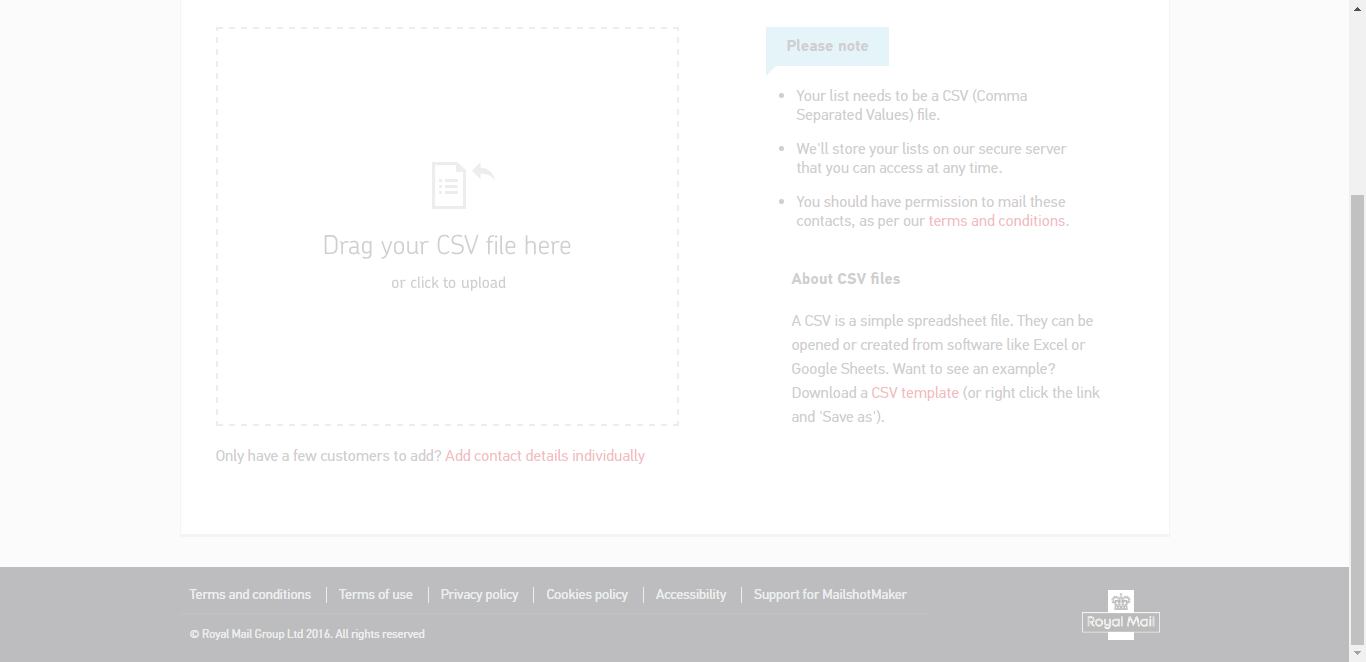 Drag your CSV file here
or click to upload
Only have a few customers to add? Add contact details individually
Please note
Your list needs to be a CSV (Comma
Separated Values) file.
We'll store your lists on our secure server
that you can access at any time.
You should have permission to mail these
contacts, as per our terms and conditions.
About CSV files
A CSV is a simple spreadsheet file. They can be
opened or created from software like Excel or
Google Sheets. Want to see an example?
Download a CSV template (or right click the link
and 'Save as').
Terms and conditions
Terms of use
Privacy policy
Cookies policy
Accessibility
Support for MailshotMaker
© Royal Mail Group Ltd 2016. All rights reserved
Royal Mail